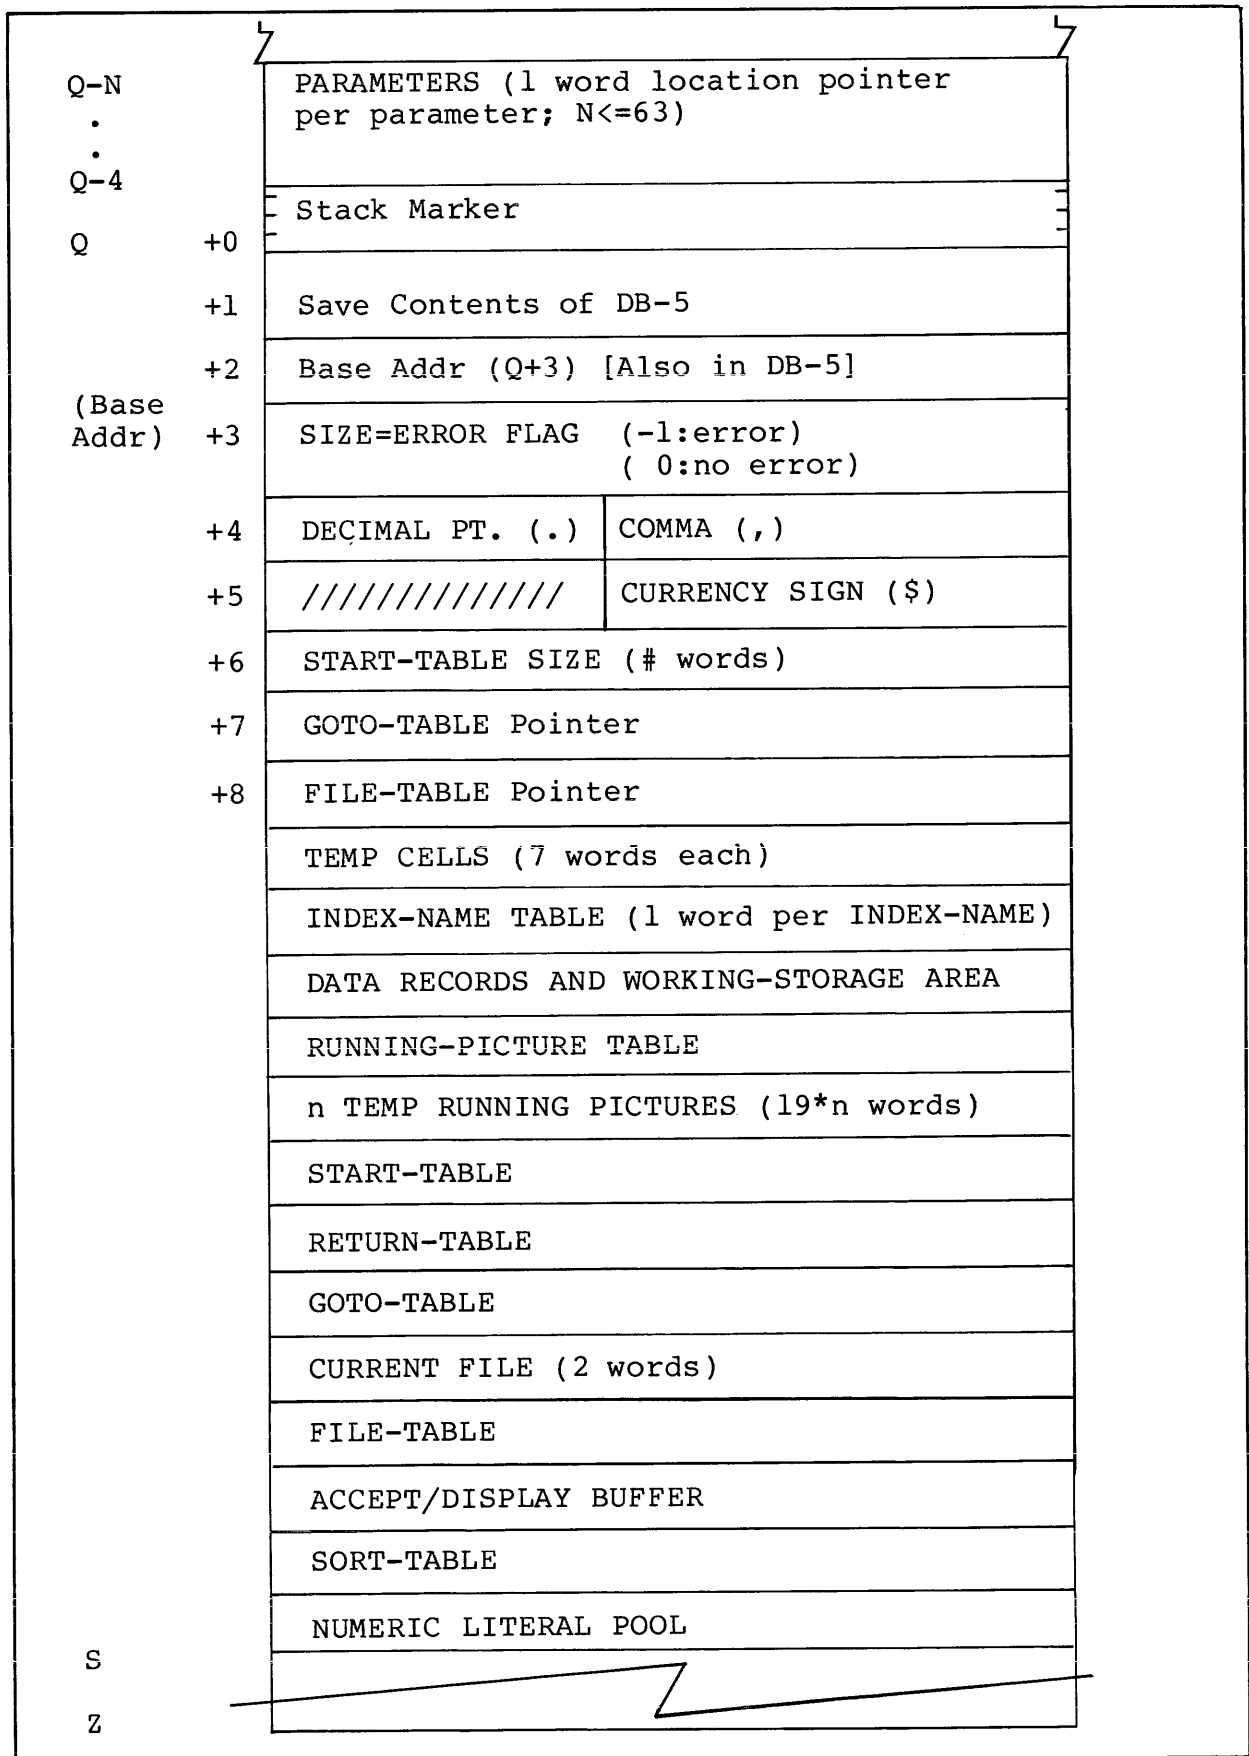 Q-N PARAMETERS (1 word location pointer
. per parameter; N<=63)
.
Q-4
Stack Marker
Q +0
+1 Save Contents of DB-5
+2 Base Addr (Q+3) [Also in DB-5]
(Base
Addr) +3 SIZE=ERROR FLAG (-1:error)
( 0:no error)
+4 DECIMAL PT. (.) COMMA (,)
+5 ////////////// CURRENCY SIGN ($)
+6 START-TABLE SIZE (# words)
+7 GOTO-TABLE Pointer
+8 FILE-TABLE Pointer
TEMP CELLS (7 words each)
INDEX-NAME TABLE (1 word per INDEX-NAME)
DATA RECORDS AND WORKING-STORAGE AREA
RUNNING-PICTURE TABLE
n TEMP RUNNING PICTURES (19*n words)
START-TABLE
RETURN-TABLE
GOTO-TABLE
CURRENT FILE (2 words)
FILE-TABLE
ACCEPT/DISPLAY BUFFER
SORT-TABLE
NUMERIC LITERAL POOL
S
Z